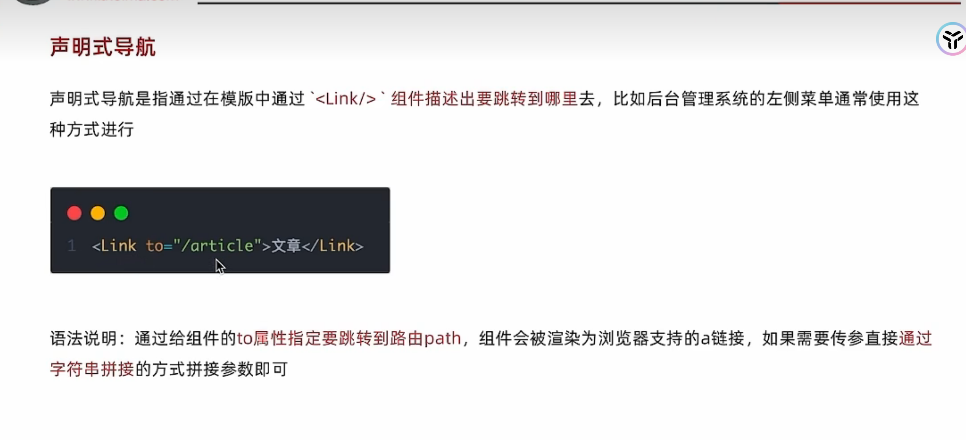 声明式导航
声明式导航是指通过在模版中通过 `<Link/> ` 组件描述出要跳转到哪里去，比如后台管理系统的左侧菜单通常使用这
种方式进行
1 <Link to="/article">文章</Link>
语法说明：通过给组件的to属性指定要跳转到路由path，组件会被渲染为浏览器支持的a链接，如果需要传参直接通过
字符串拼接的方式拼接参数即可